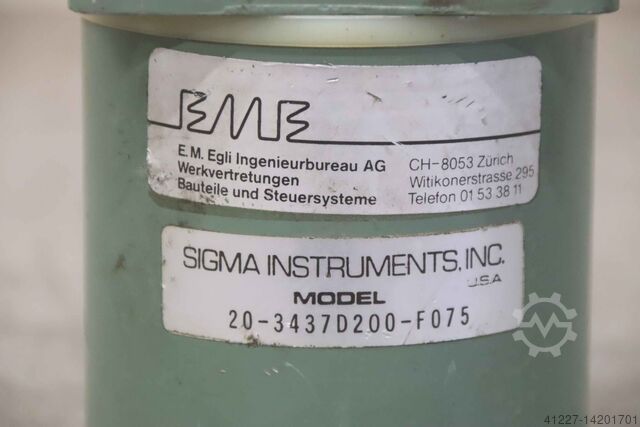 EME
E.M. Egli Ingenieurbureau AG
Werkvertretungen
Bauteile und Steuersysteme
CH-8053 Zürich
Witikonerstrasse 295
Telefon 01 53 38 11
SIGMA INSTRUMENTS, INC.
U.S.A
MODEL
20-3437D200-F075
41227-14201701